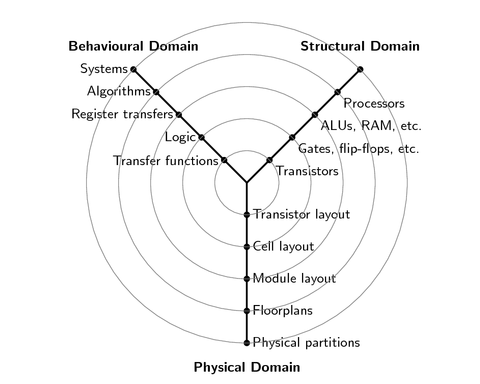 Behavioural Domain
Structural Domain
Systems
Algorithms
Processors
Register transfers
ALUs, RAM, etc.
Logic
Gates, flip-flops, etc.
Transfer functions
Transistors
Transistor layout
Cell layout
Module layout
Floorplans
Physical partitions
Physical Domain